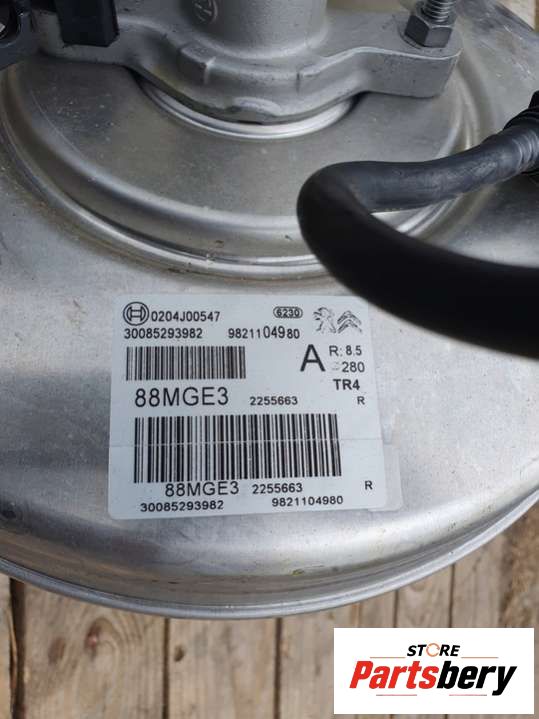 0204J00547 6230
30085293982 9821104980
A R: 8.5
280
TR4
88MGE3 2255663 R
88MGE3 2255663 R
30085293982 9821104980
STORE
Partsbery